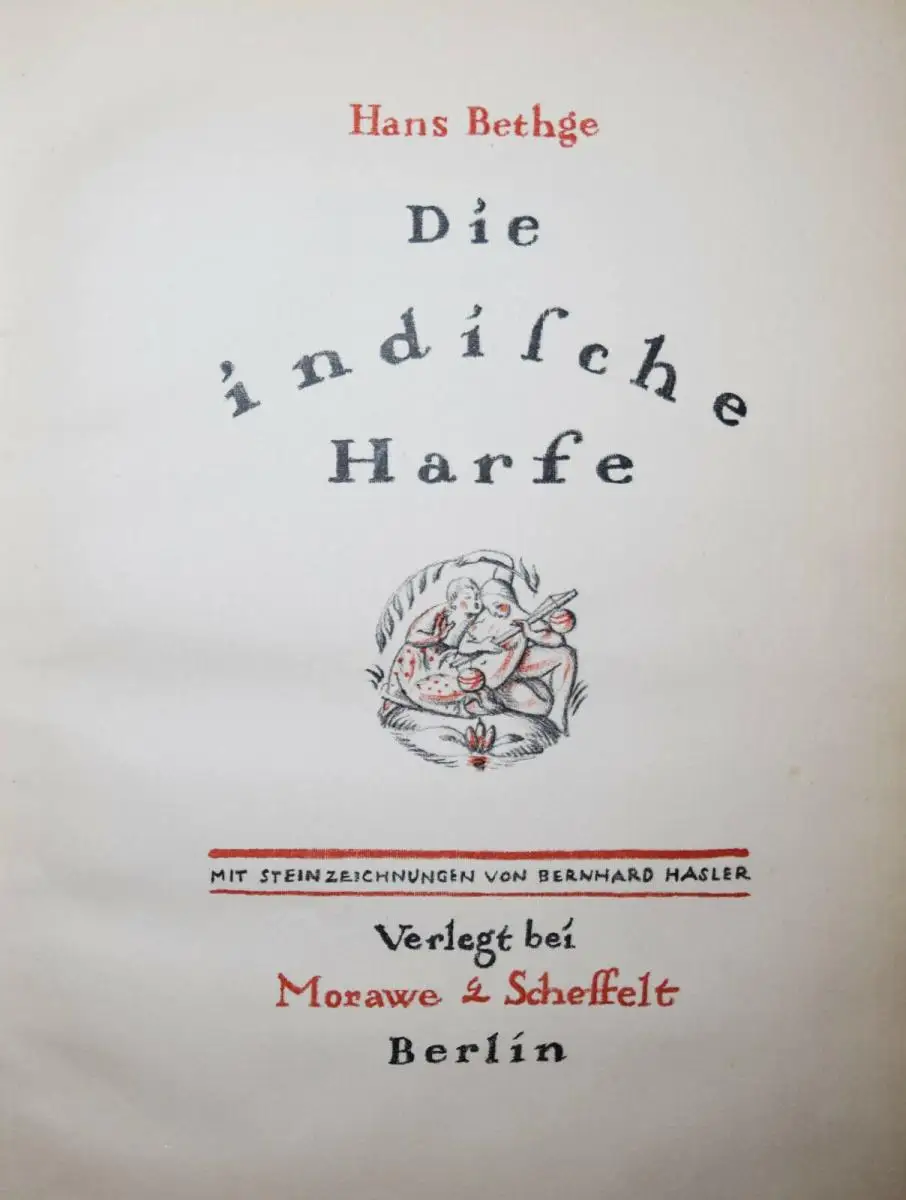 Hans Bethge
Die
indiſche
Harfe
MIT STEINZEICHNUNGEN VON BERNHARD HASLER
Verlegt bei
Morawe & Scheffelt
Berlin